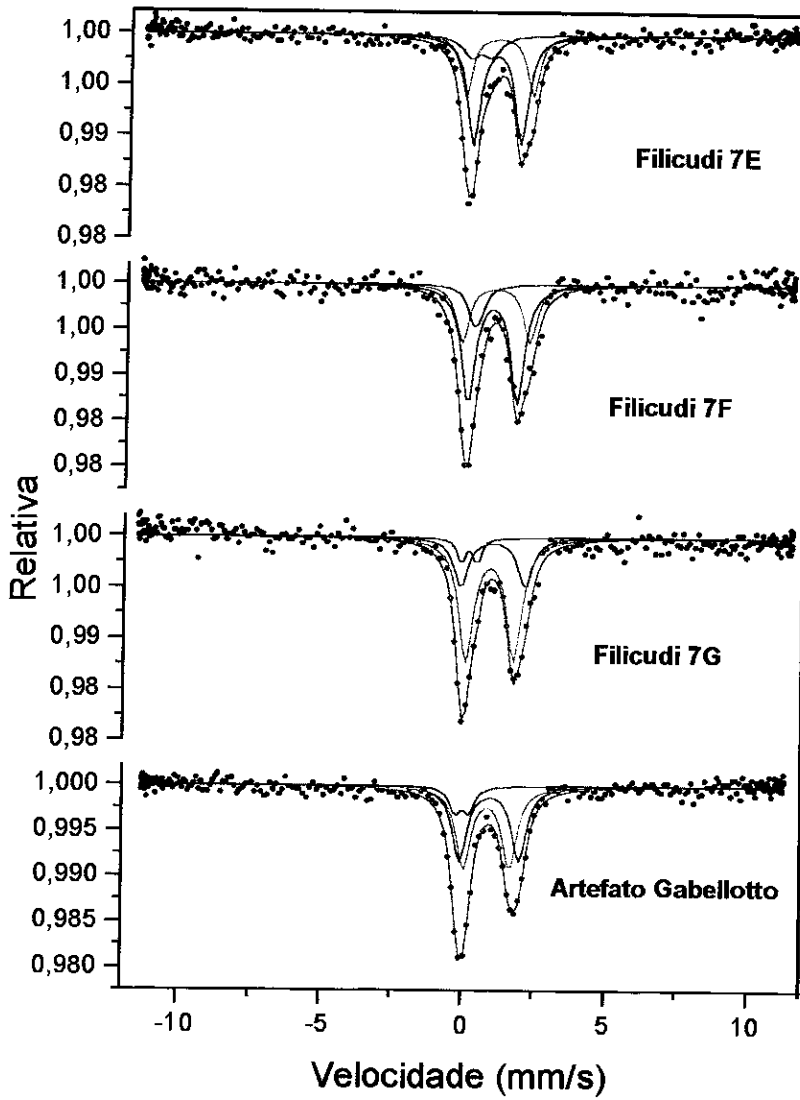 1,00
1,00
0,99
0,98
0,98
Filicudi 7E
1,00
1,00
0,99
0,98
0,98
Filicudi 7F
1,00
1,00
0,99
0,98
0,98
Filicudi 7G
1,000
0,995
0,990
0,985
0,980
Artefato Gabellotto
Relativa
-10 -5 0 5 10
Velocidade (mm/s)